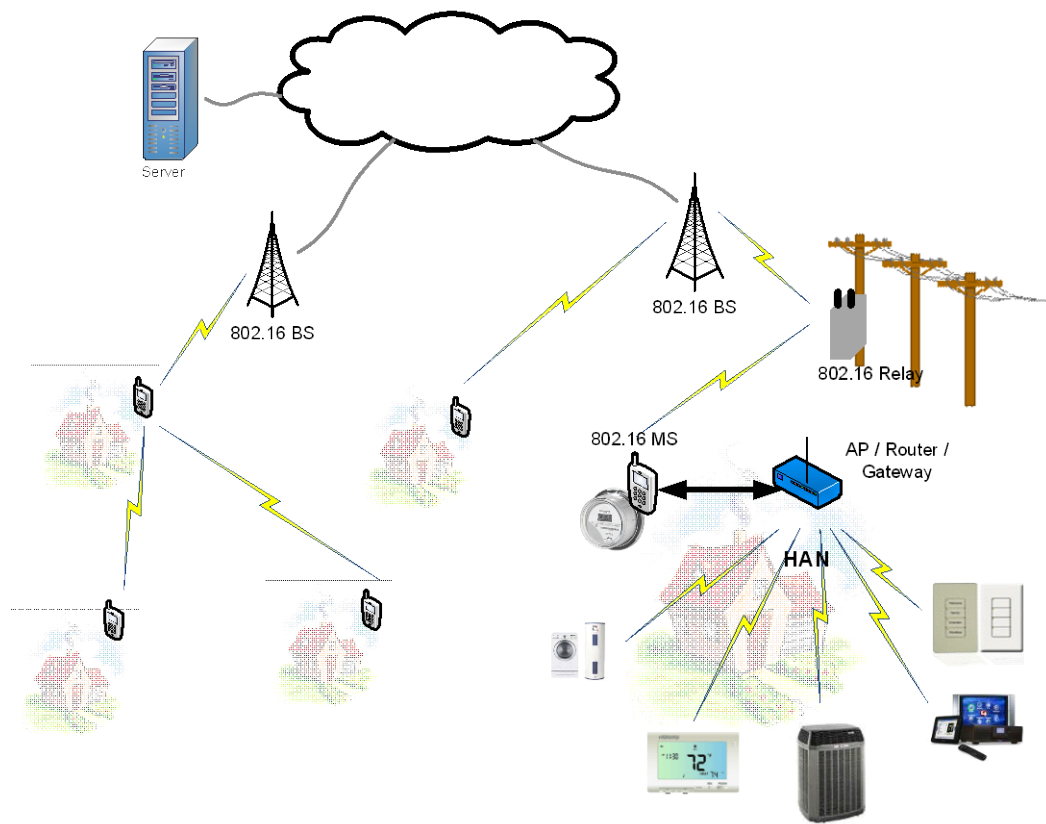 Server
802.16 BS
802.16 BS
802.16 Relay
802.16 MS
AP / Router /
Gateway
HAN
72